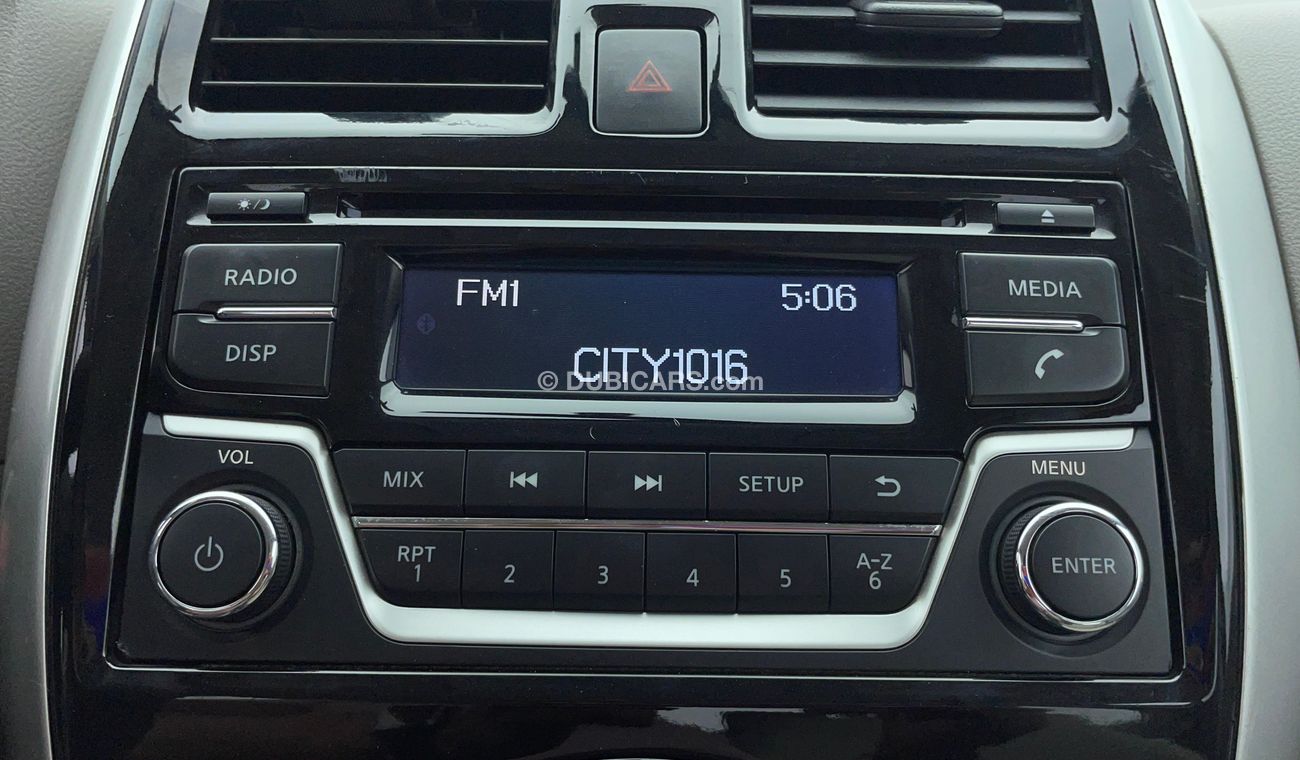 RADIO
MEDIA
FM1 5:06
DISP
CITY1016
© DUBICARS.com
VOL
MENU
MIX
SETUP
RPT
1
2
3
4
5
A-Z
6
ENTER